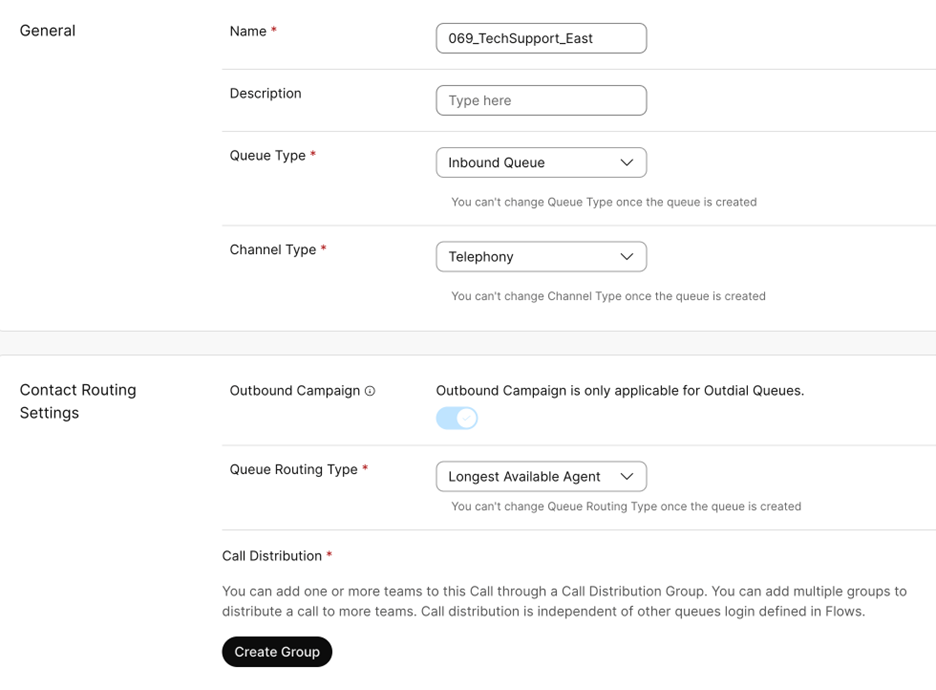 General
Name *
069_TechSupport_East
Description
Type here
Queue Type *
Inbound Queue
You can't change Queue Type once the queue is created
Channel Type *
Telephony
You can't change Channel Type once the queue is created
Contact Routing
Settings
Outbound Campaign
Outbound Campaign is only applicable for Outdial Queues.
Queue Routing Type *
Longest Available Agent
You can't change Queue Routing Type once the queue is created
Call Distribution *
You can add one or more teams to this Call through a Call Distribution Group. You can add multiple groups to
distribute a call to more teams. Call distribution is independent of other queues login defined in Flows.
Create Group